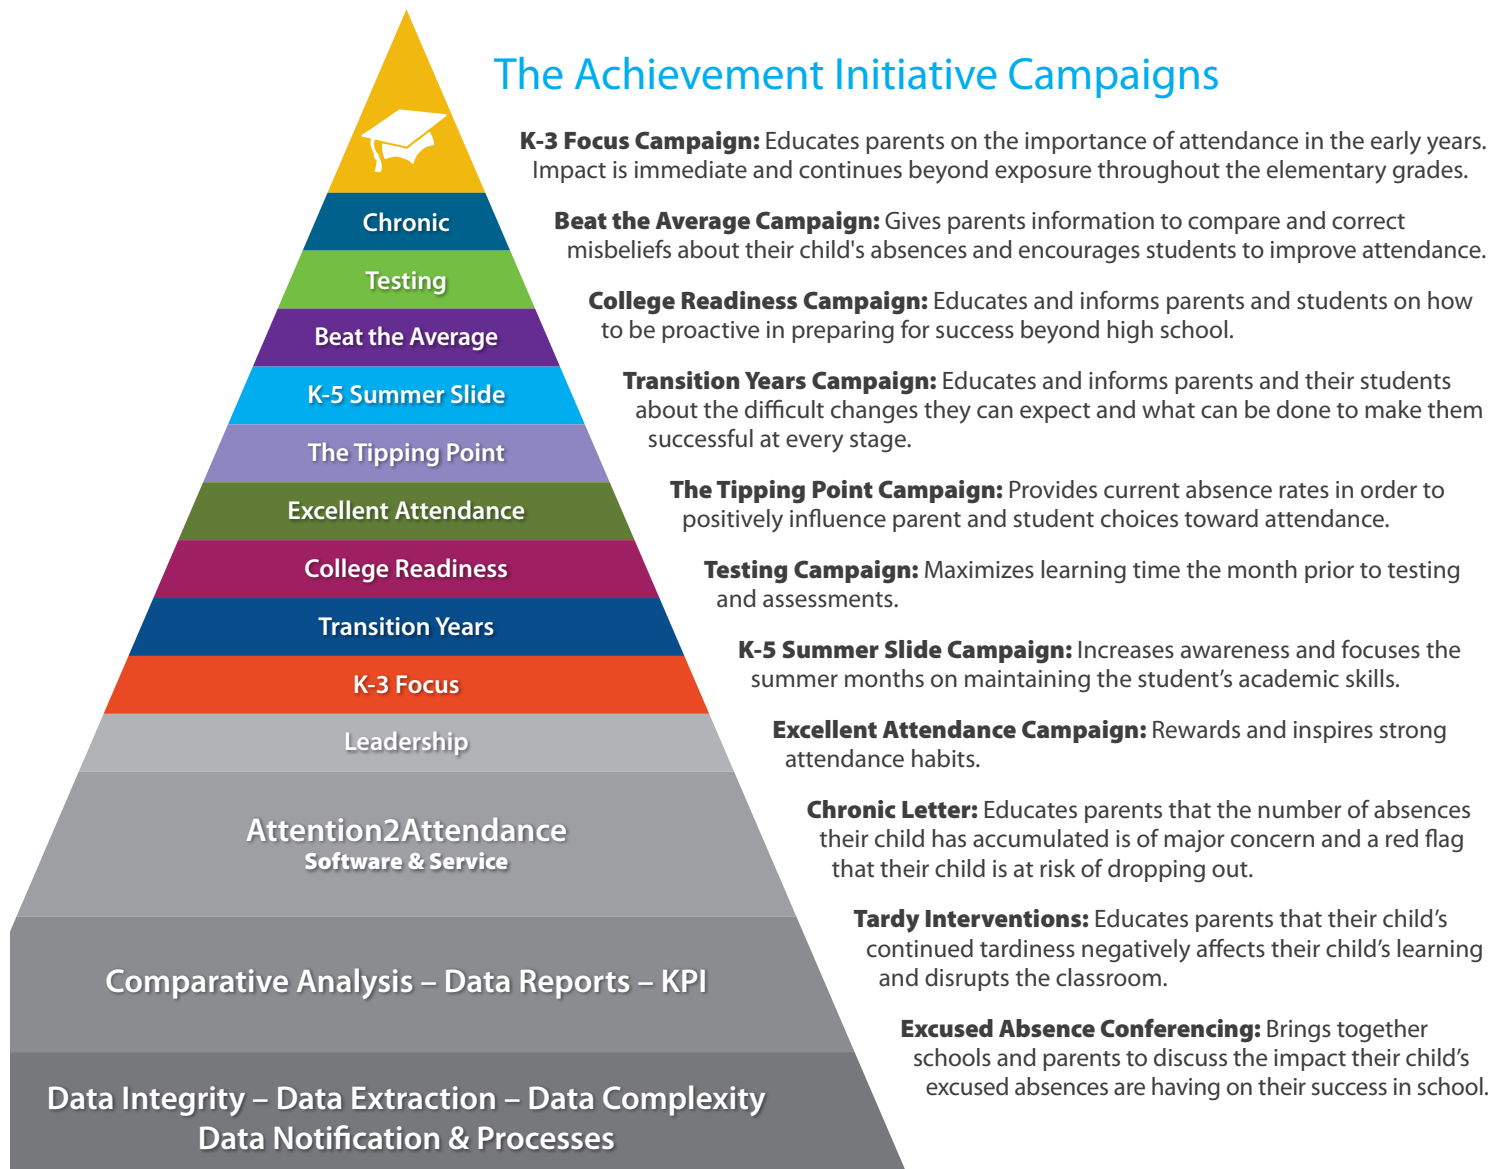 The Achievement Initiative Campaigns
K-3 Focus Campaign: Educates parents on the importance of attendance in the early years.
Impact is immediate and continues beyond exposure throughout the elementary grades.
Beat the Average Campaign: Gives parents information to compare and correct
misbeliefs about their child's absences and encourages students to improve attendance.
College Readiness Campaign: Educates and informs parents and students on how
to be proactive in preparing for success beyond high school.
Transition Years Campaign: Educates and informs parents and their students
about the difficult changes they can expect and what can be done to make them
successful at every stage.
The Tipping Point Campaign: Provides current absence rates in order to
positively influence parent and student choices toward attendance.
Testing Campaign: Maximizes learning time the month prior to testing
and assessments.
K-5 Summer Slide Campaign: Increases awareness and focuses the
summer months on maintaining the student’s academic skills.
Excellent Attendance Campaign: Rewards and inspires strong
attendance habits.
Chronic Letter: Educates parents that the number of absences
their child has accumulated is of major concern and a red flag
that their child is at risk of dropping out.
Tardy Interventions: Educates parents that their child’s
continued tardiness negatively affects their child’s learning
and disrupts the classroom.
Excused Absence Conferencing: Brings together
schools and parents to discuss the impact their child’s
excused absences are having on their success in school.
Chronic
Testing
Beat the Average
K-5 Summer Slide
The Tipping Point
Excellent Attendance
College Readiness
Transition Years
K-3 Focus
Leadership
Attention2Attendance
Software & Service
Comparative Analysis – Data Reports – KPI
Data Integrity – Data Extraction – Data Complexity
Data Notification & Processes